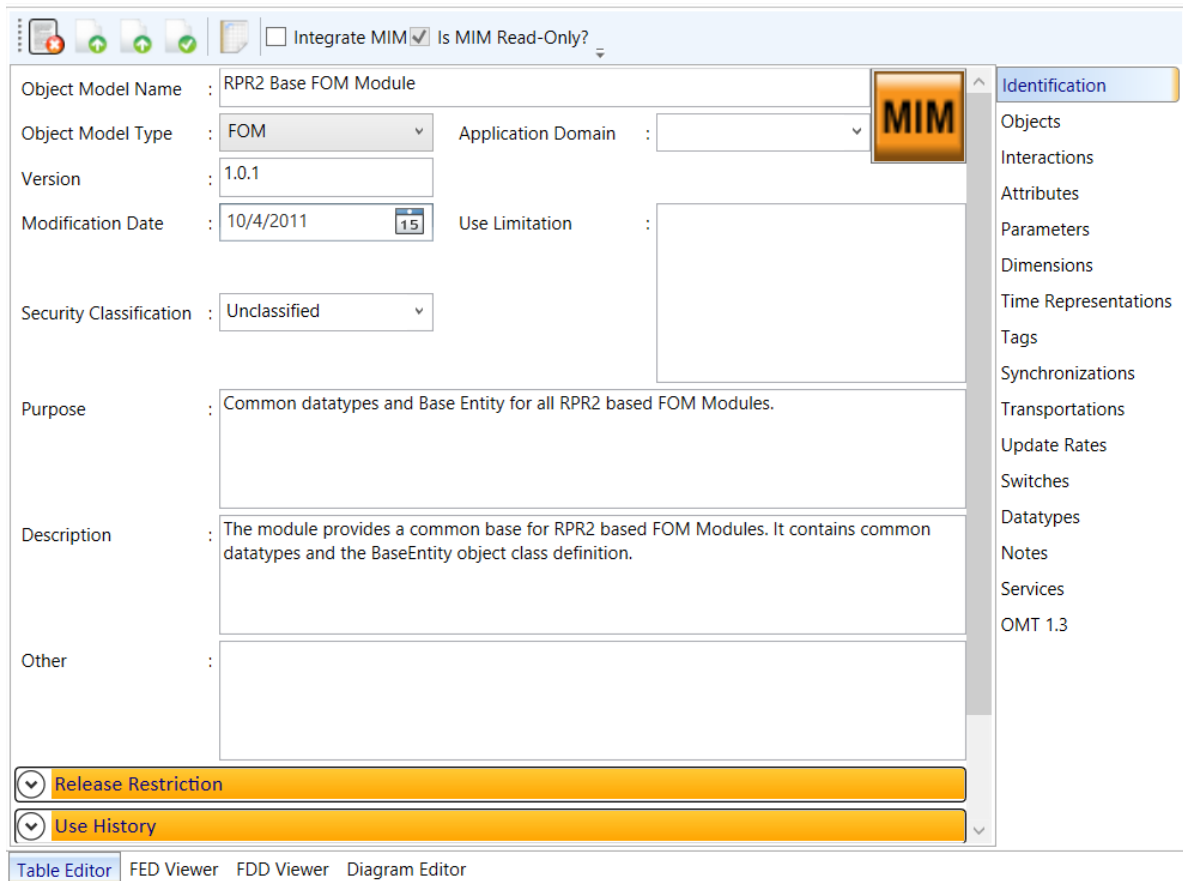 Integrate MIM Is MIM Read-Only?
Object Model Name : RPR2 Base FOM Module
MIM
Object Model Type : FOM Application Domain :
Version : 1.0.1
Modification Date : 10/4/2011 15 Use Limitation :
Security Classification : Unclassified
Purpose : Common datatypes and Base Entity for all RPR2 based FOM Modules.
Description : The module provides a common base for RPR2 based FOM Modules. It contains common
datatypes and the BaseEntity object class definition.
Other :
Release Restriction
Use History
Identification
Objects
Interactions
Attributes
Parameters
Dimensions
Time Representations
Tags
Synchronizations
Transportations
Update Rates
Switches
Datatypes
Notes
Services
OMT 1.3
Table Editor FED Viewer FDD Viewer Diagram Editor